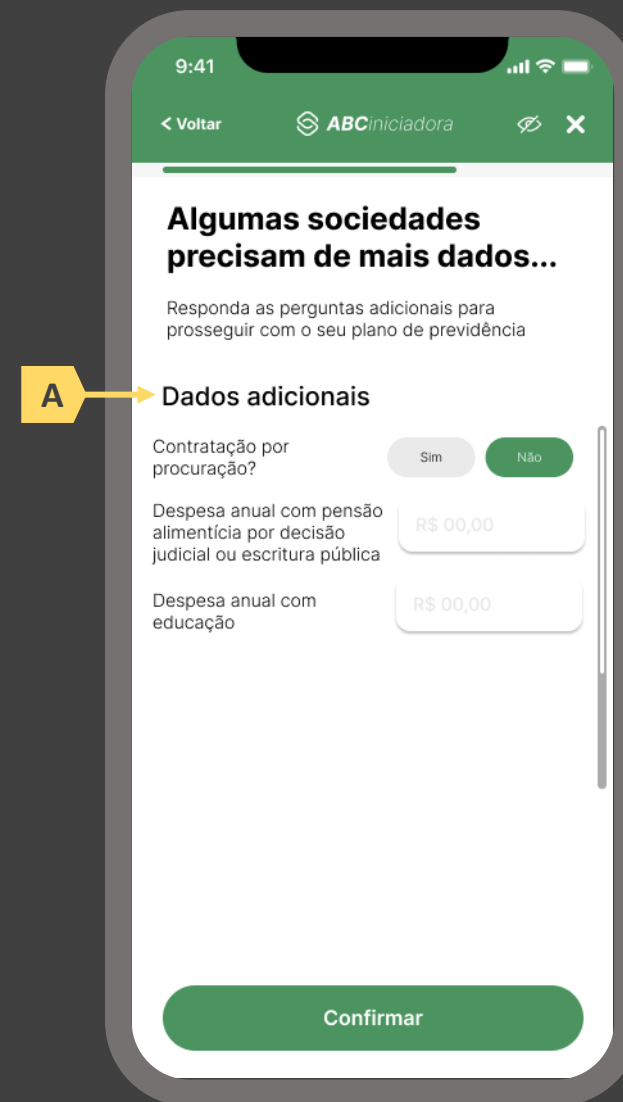 9:41
< Voltar
ABCiniciadora
Algumas sociedades
precisam de mais dados...
Responda as perguntas adicionais para
prosseguir com o seu plano de previdência
A
Dados adicionais
Contratação por
procuração?
Sim
Não
Despesa anual com pensão
alimentícia por decisão
judicial ou escritura pública
R$ 00,00
Despesa anual com
educação
R$ 00,00
Confirmar